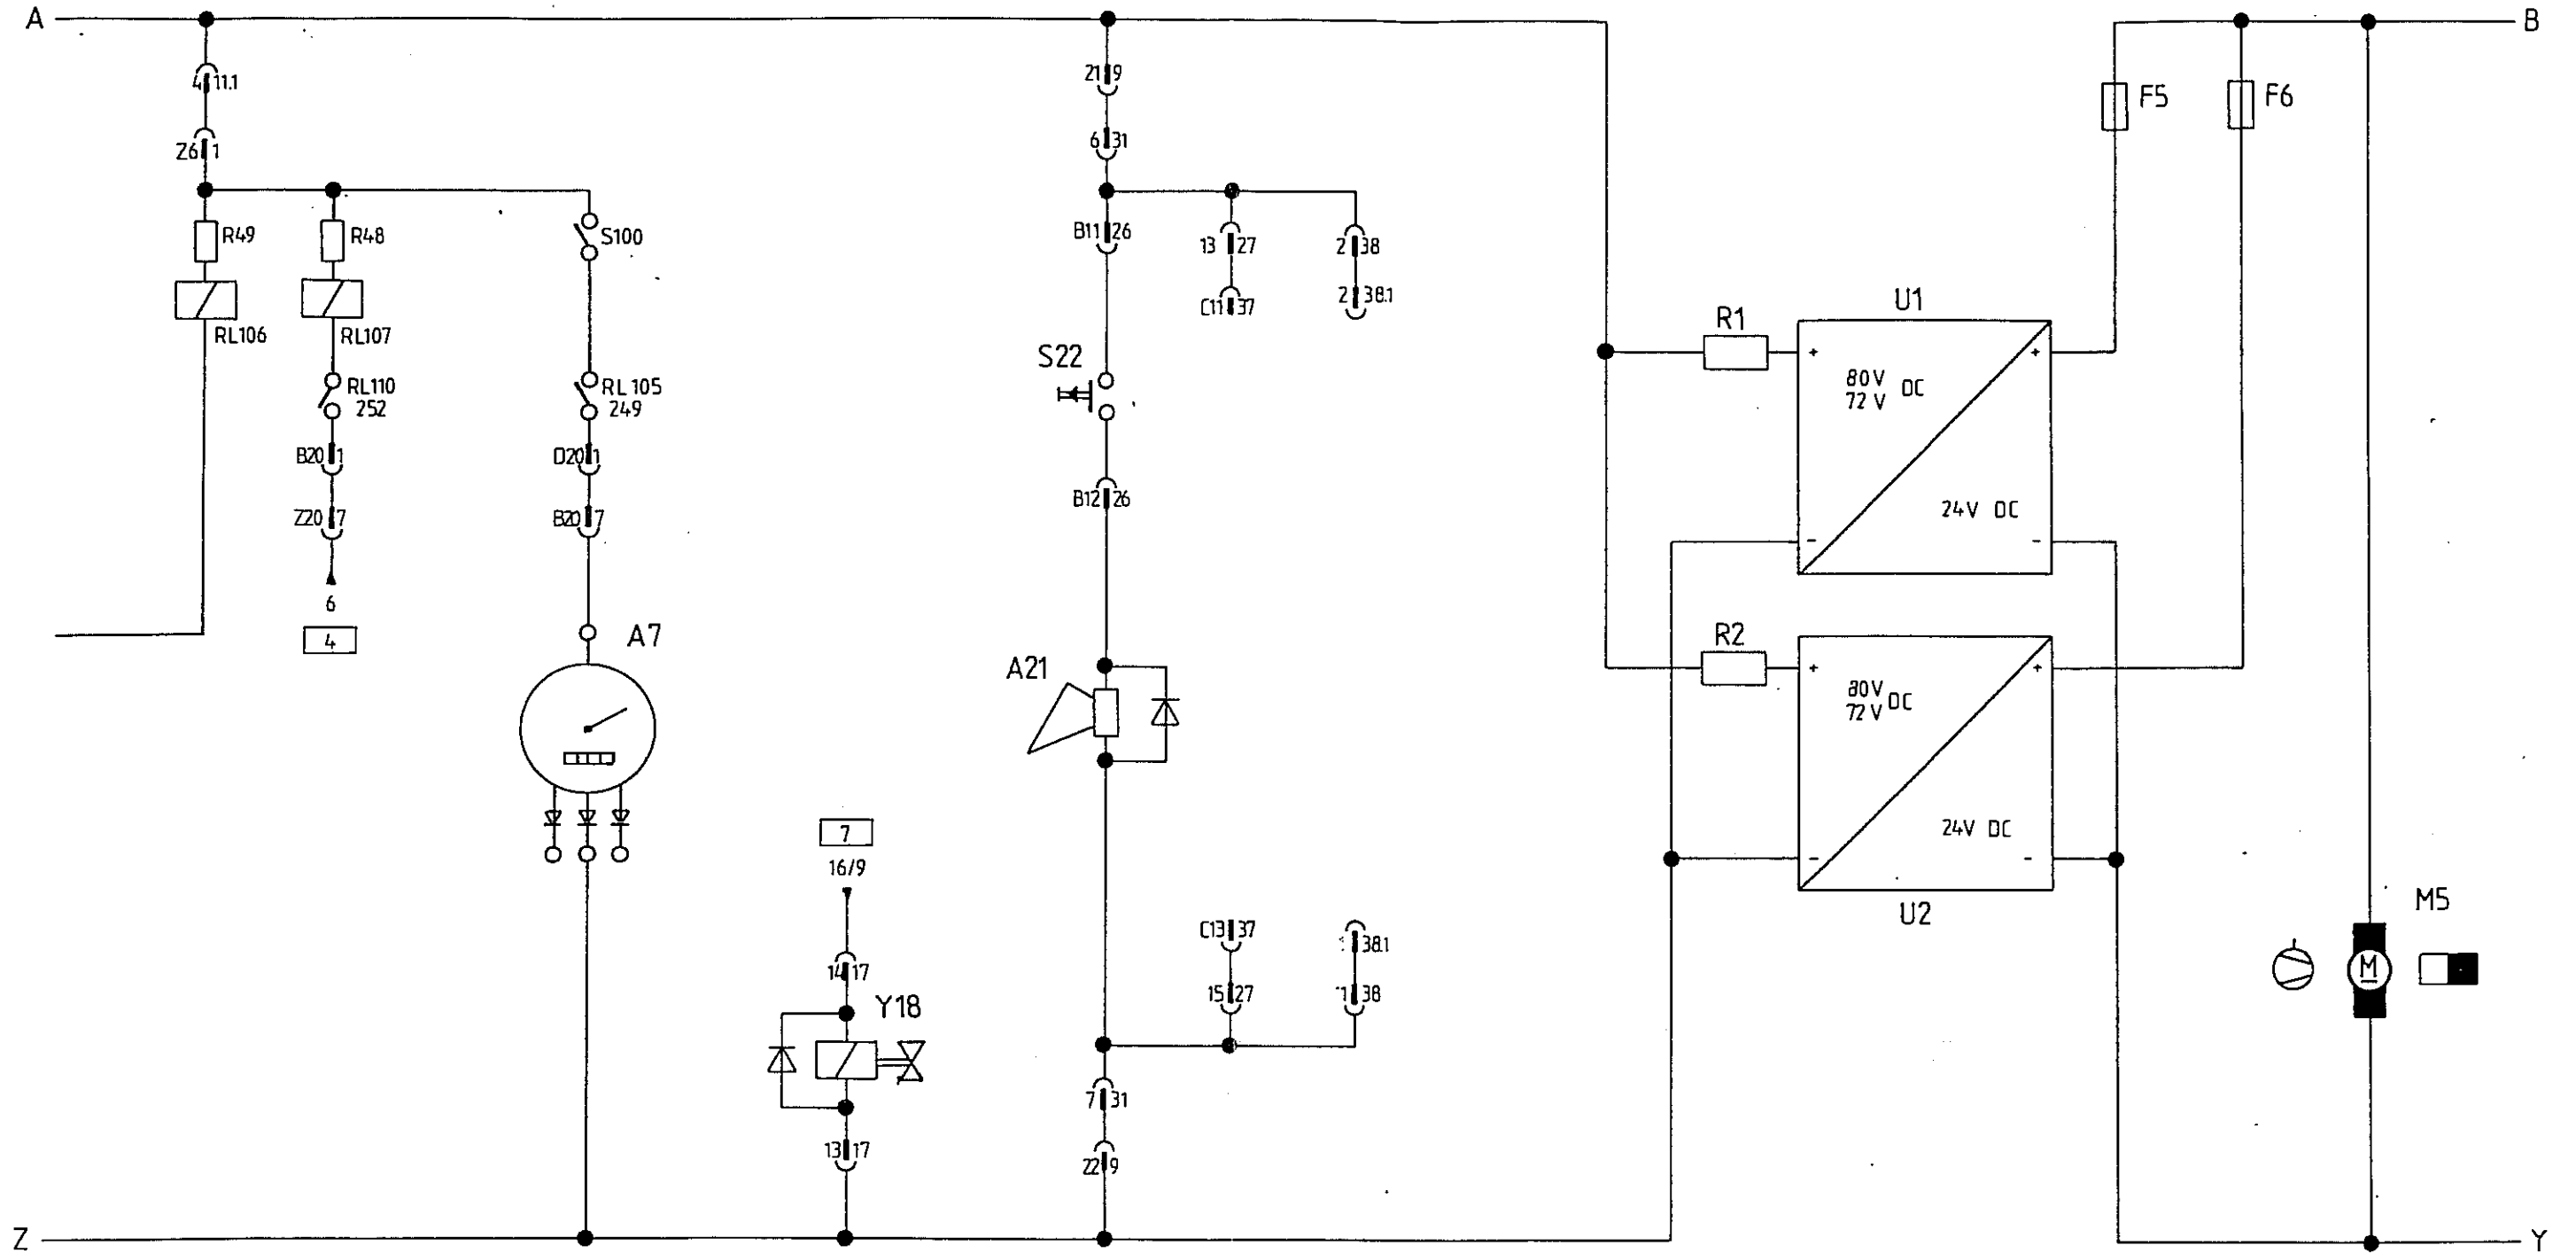 A
B
4 11.1
21 9
F5
F6
Z6 1
6 31
R49
R48
S100
B11 26
13 27
2 38
C11 37
2 38.1
U1
RL106
RL107
R1
S22
+
+
80V
72V DC
RL110
252
RL105
249
B20 1
D20 1
B12 26
24V DC
Z20 7
B20 7
-
-
6
4
A7
R2
A21
+
+
80V
72V DC
7
24V DC
16/9
-
-
M5
U2
C13 37
38.1
14 17
15 27
1 38
M
Y18
7 31
13 17
22 9
Z
Y